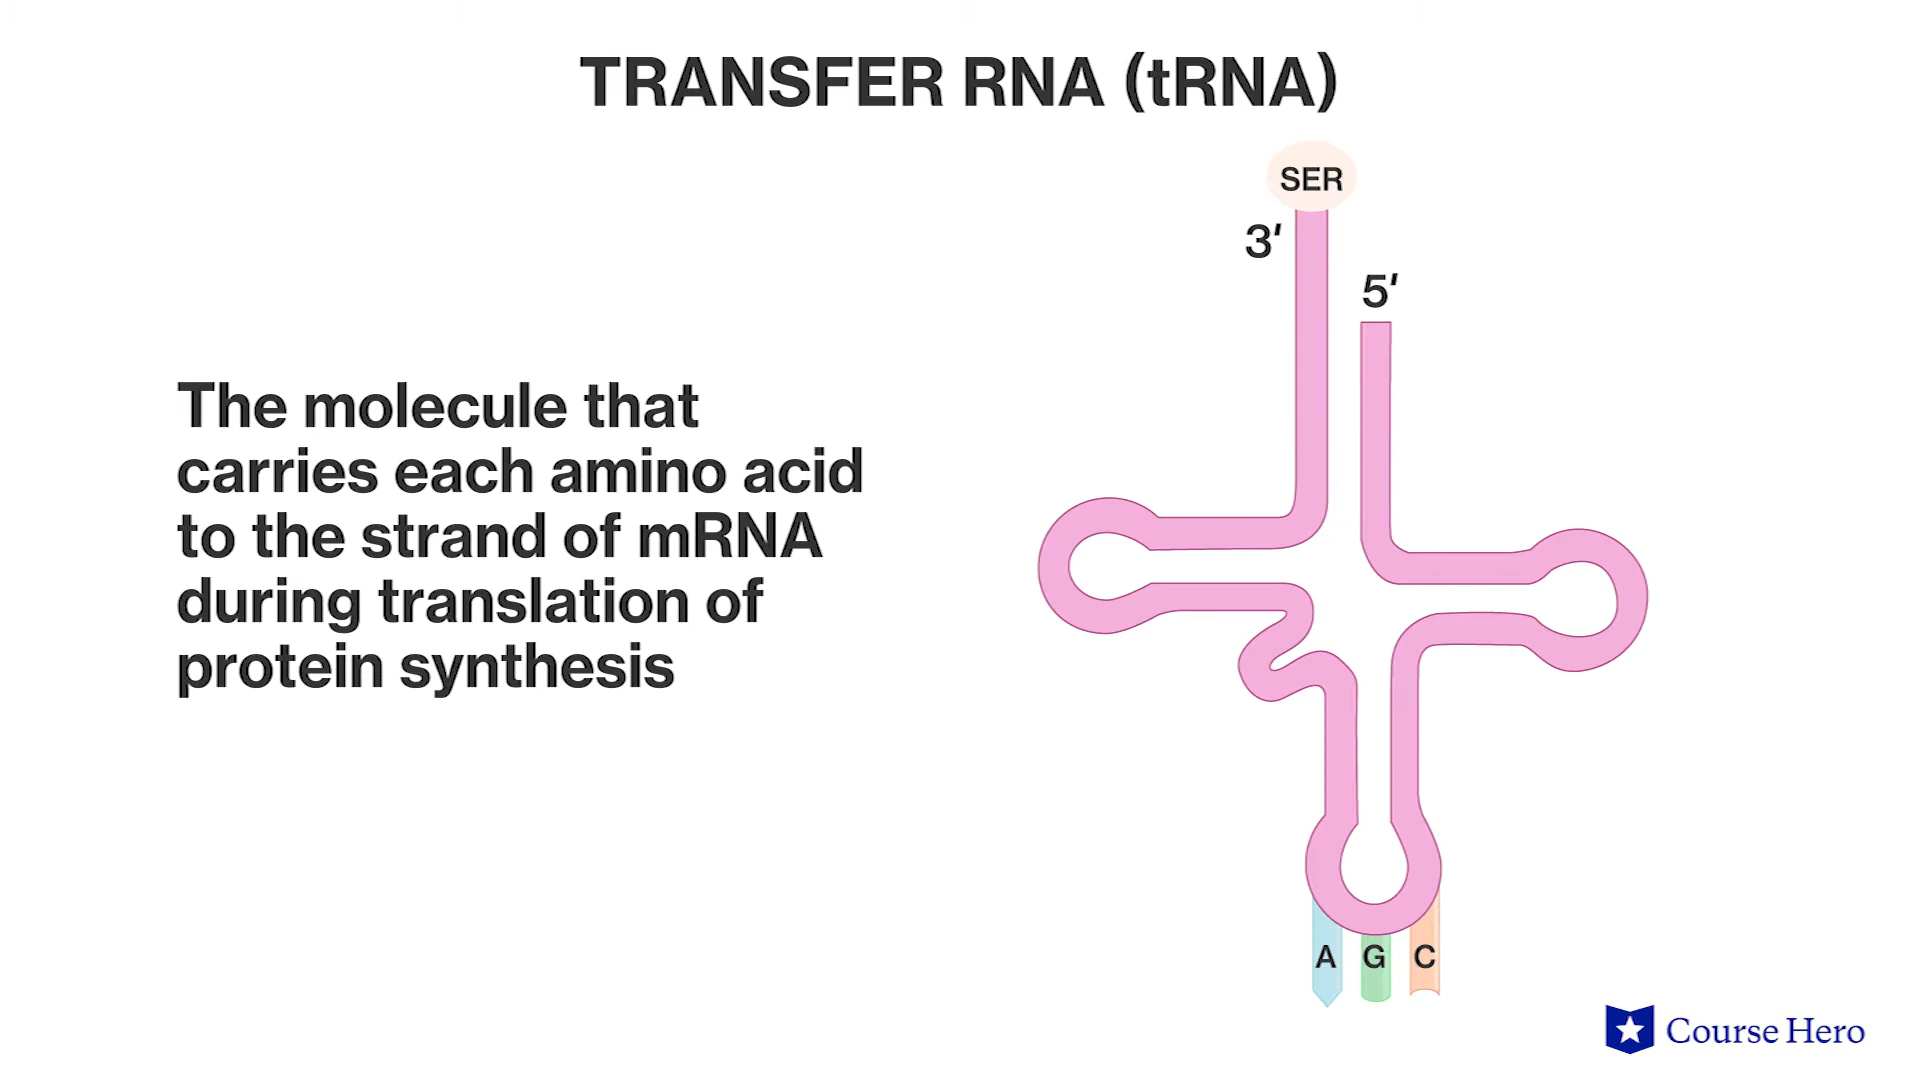 TRANSFER RNA (tRNA)
SER
3′
5′
The molecule that
carries each amino acid
to the strand of mRNA
during translation of
protein synthesis
A G C
Course Hero